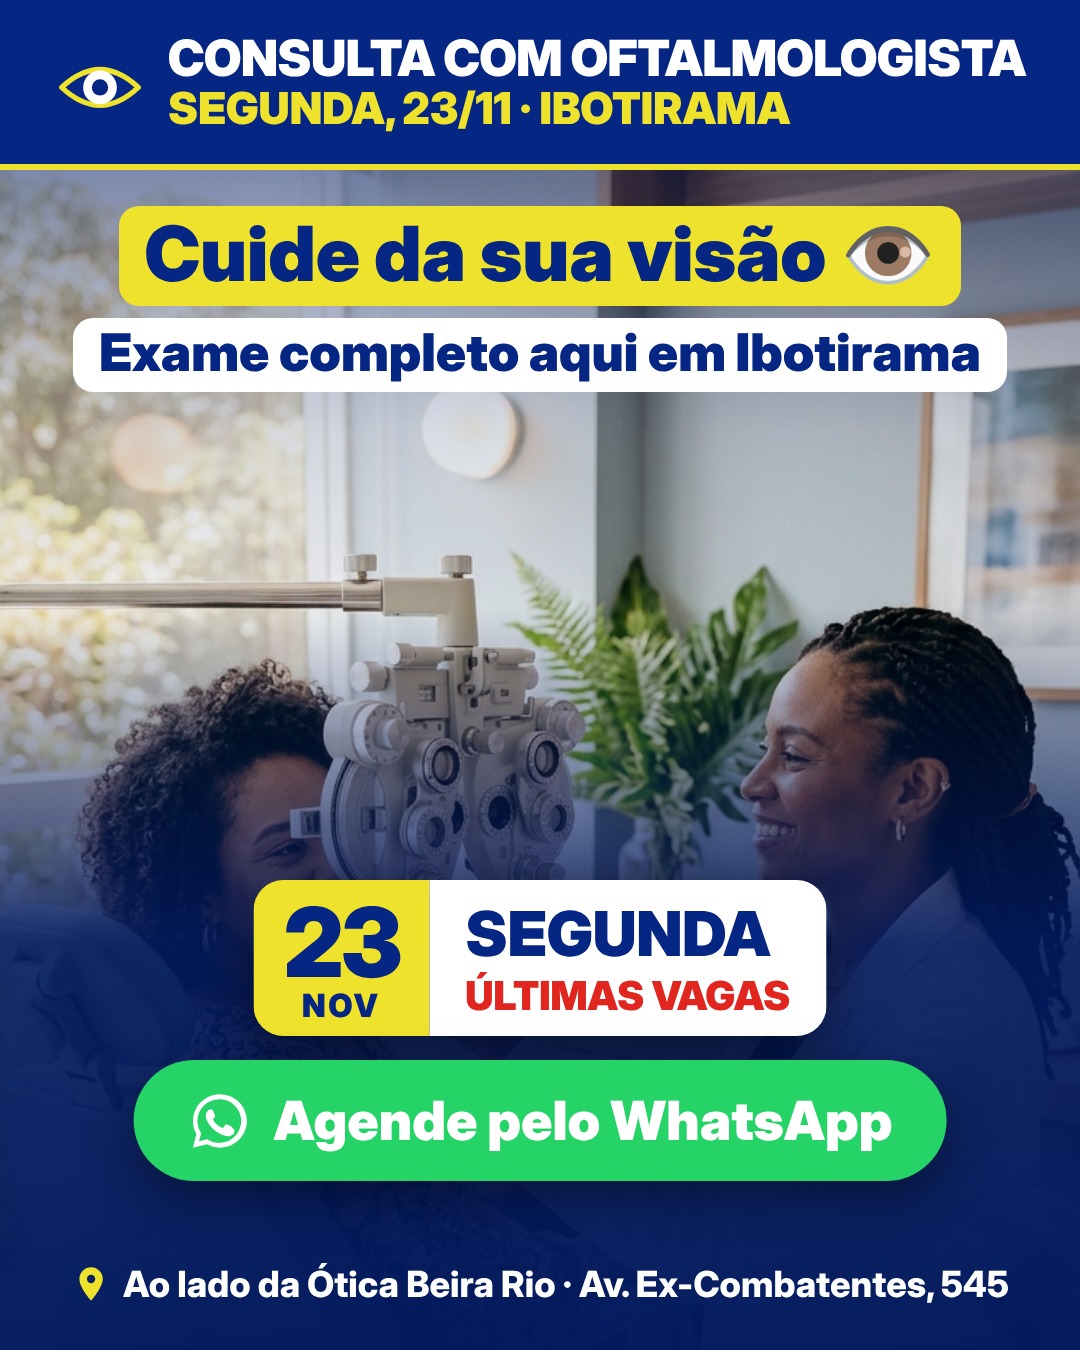 CONSULTA COM OFTALMOLOGISTA
SEGUNDA, 23/11 · IBOTIRAMA
Cuide da sua visão 👁️
Exame completo aqui em Ibotirama
23
NOV
SEGUNDA
ÚLTIMAS VAGAS
Agende pelo WhatsApp
Ao lado da Ótica Beira Rio · Av. Ex-Combatentes, 545